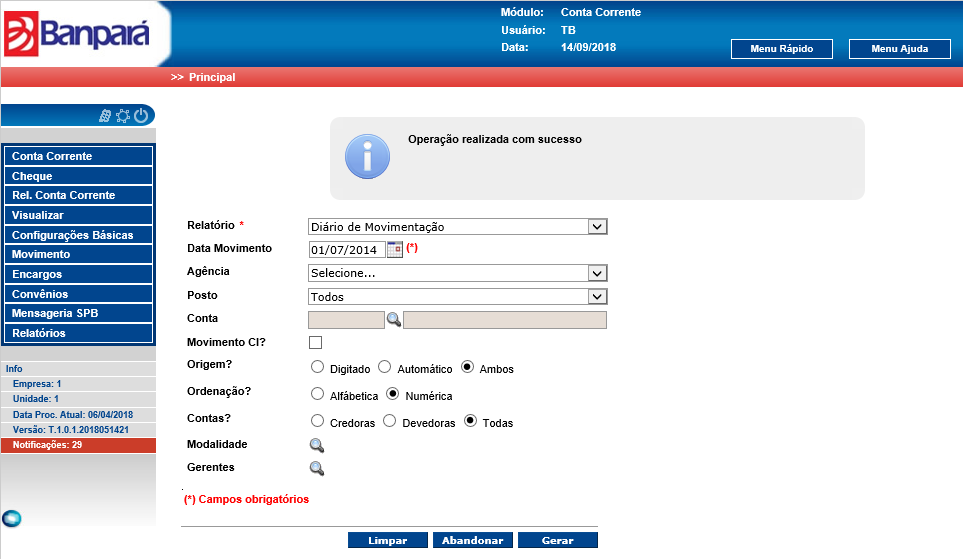 Banpará
Módulo: Conta Corrente
Usuário: TB
Data: 14/09/2018
Menu Rápido
Menu Ajuda
>> Principal
Conta Corrente
Cheque
Rel. Conta Corrente
Visualizar
Configurações Básicas
Movimento
Encargos
Convênios
Mensageria SPB
Relatórios
Info
Empresa: 1
Unidade: 1
Data Proc. Atual: 06/04/2018
Versão: T.1.0.1.2018051421
Notificações: 29
Operação realizada com sucesso
Relatório * Diário de Movimentação
Data Movimento 01/07/2014 (*)
Agência Selecione...
Posto Todos
Conta
Movimento CI?
Origem? Digitado Automático Ambos
Ordenação? Alfábetica Numérica
Contas? Credoras Devedoras Todas
Modalidade
Gerentes
.
(*) Campos obrigatórios
Limpar Abandonar Gerar